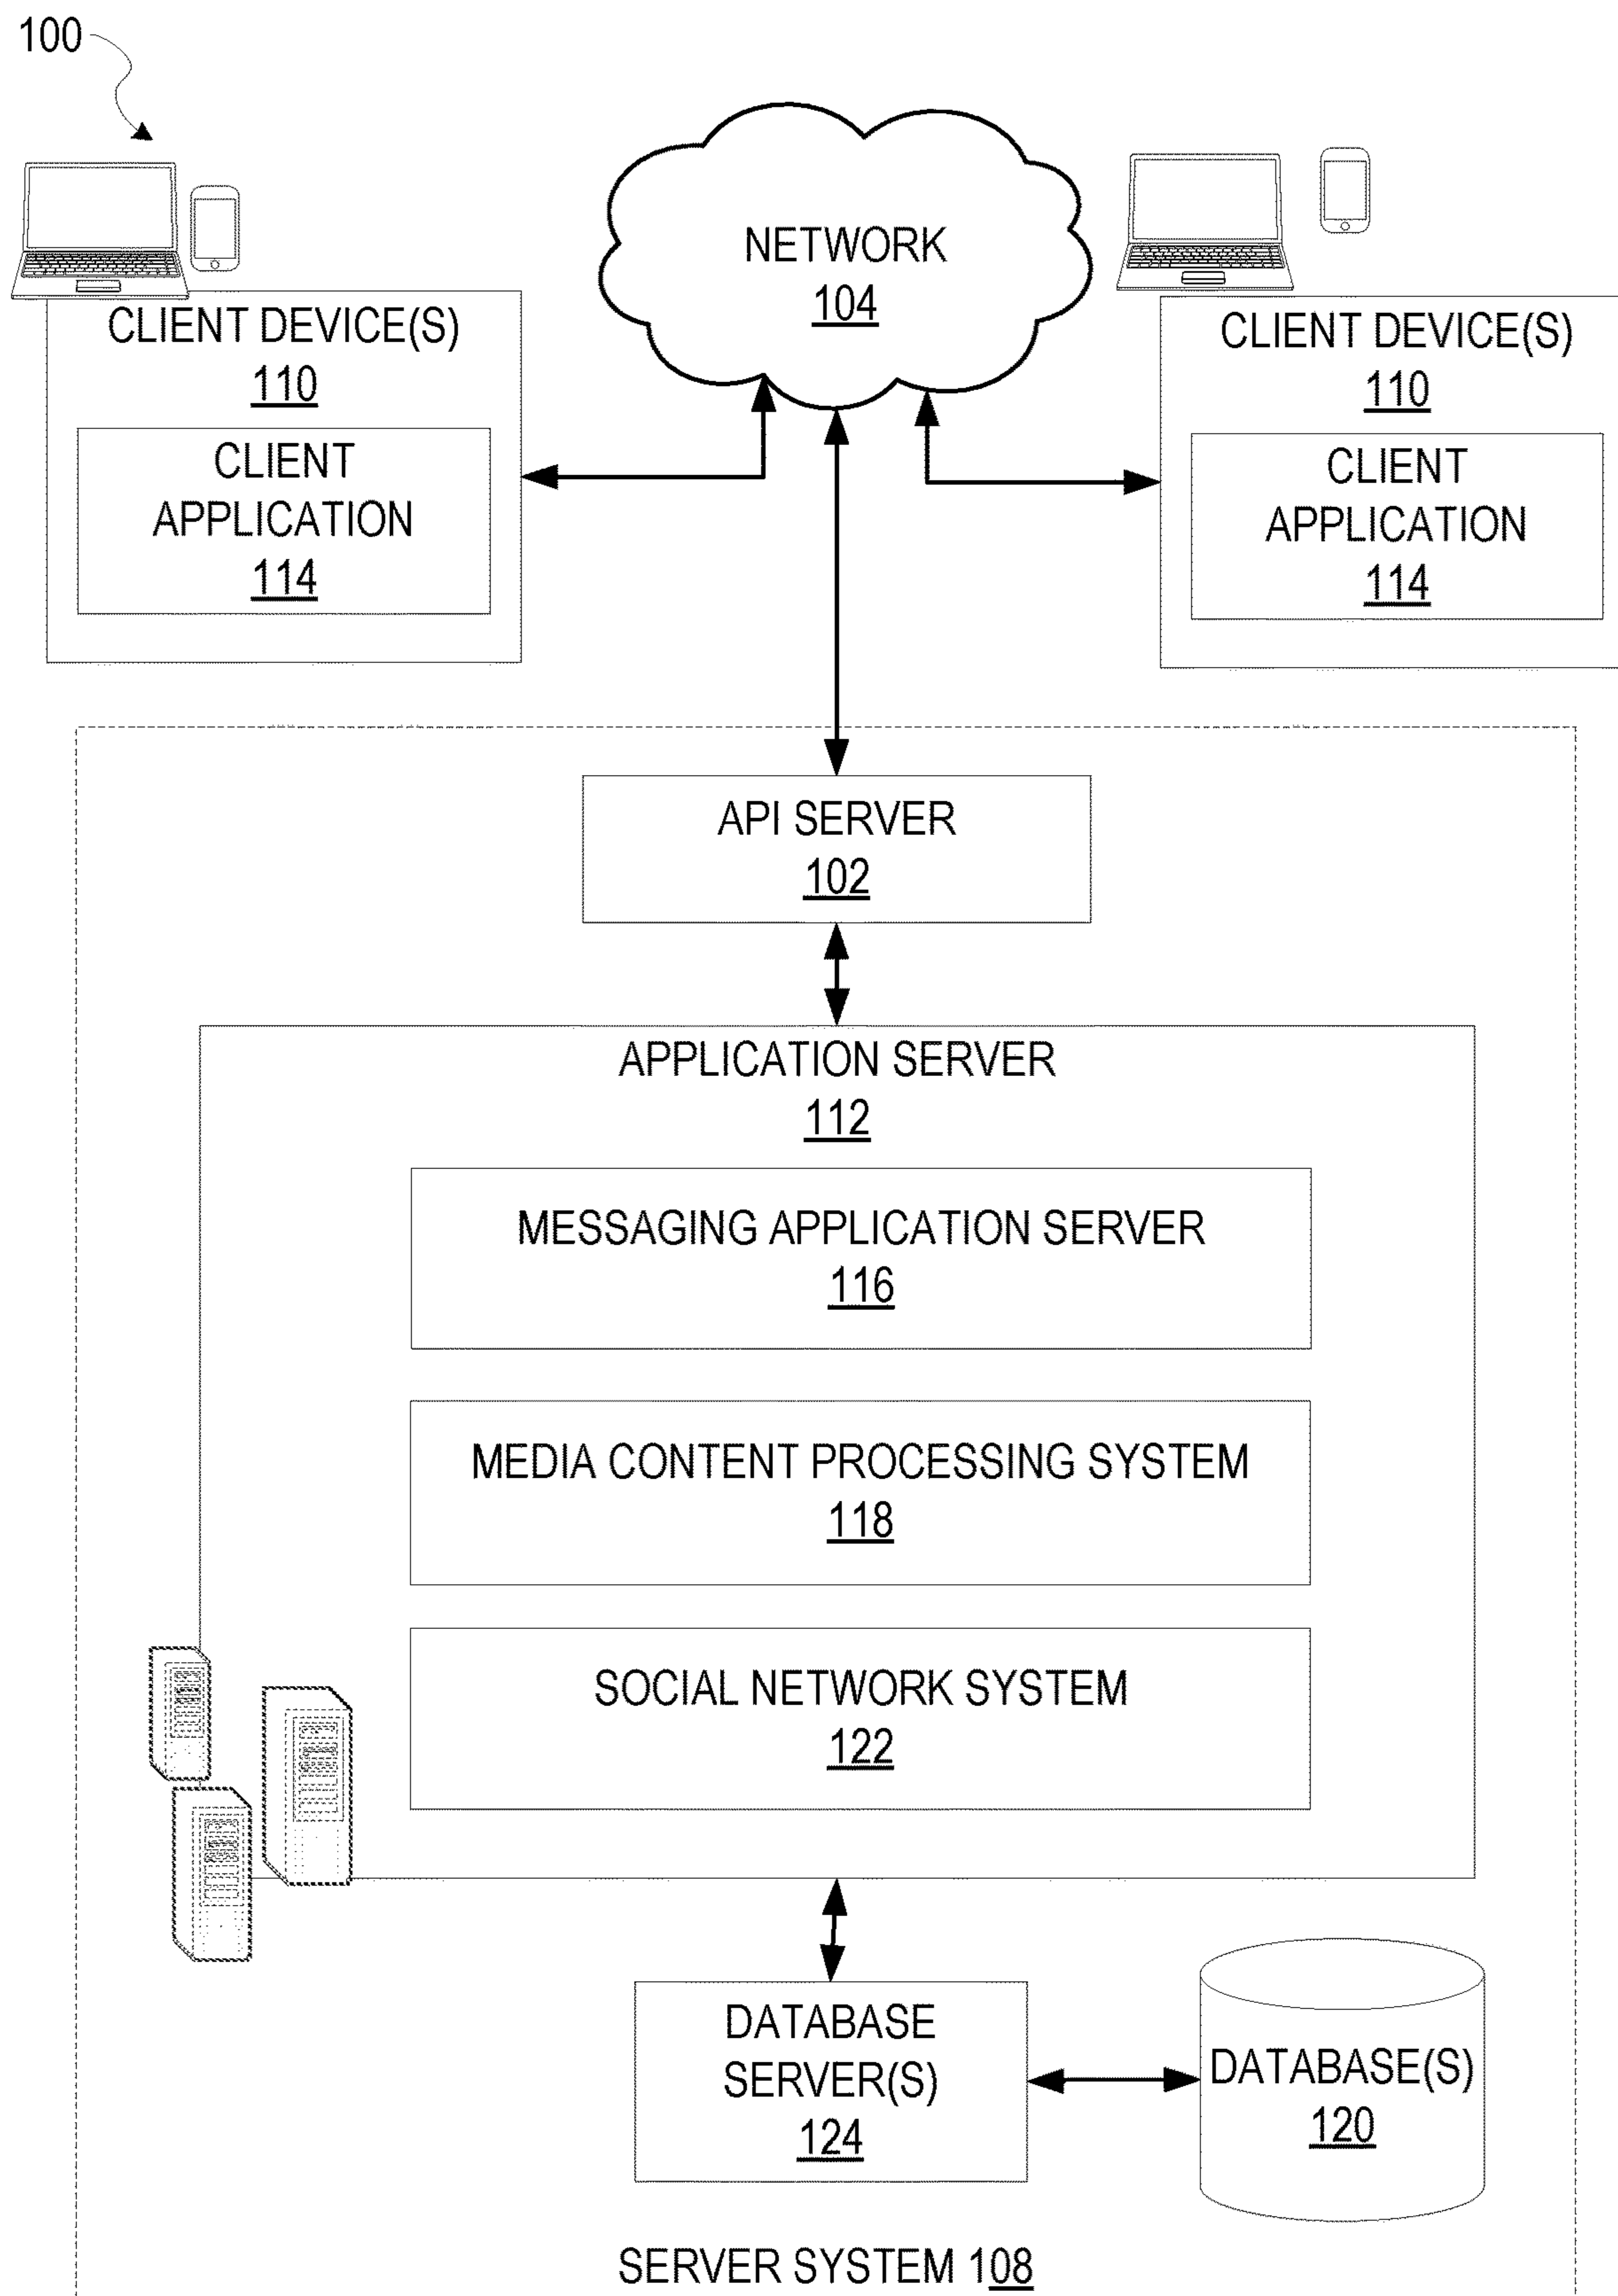 100
NETWORK
104
CLIENT DEVICE(S)
110
CLIENT
APPLICATION
114
CLIENT DEVICE(S)
110
CLIENT
APPLICATION
114
API SERVER
102
APPLICATION SERVER
112
MESSAGING APPLICATION SERVER
116
MEDIA CONTENT PROCESSING SYSTEM
118
SOCIAL NETWORK SYSTEM
122
DATABASE
SERVER(S)
124
DATABASE(S)
120
SERVER SYSTEM 108